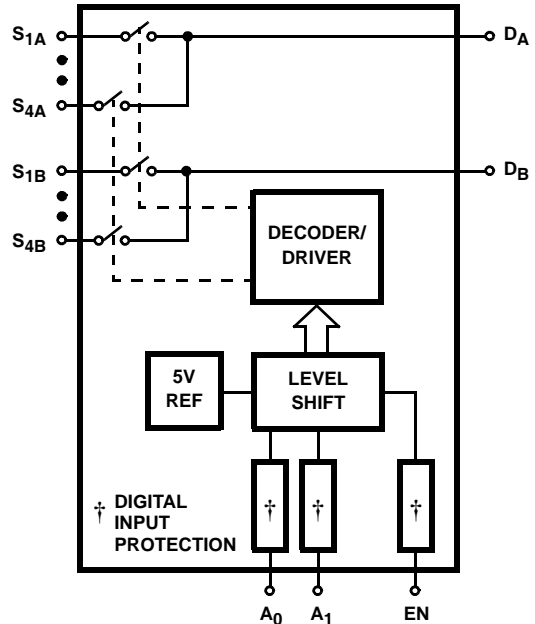 S1A
DA
S4A
S1B
DB
S4B
DECODER/
DRIVER
5V
REF
LEVEL
SHIFT
† DIGITAL
INPUT
PROTECTION
†
†
†
A0
A1
EN